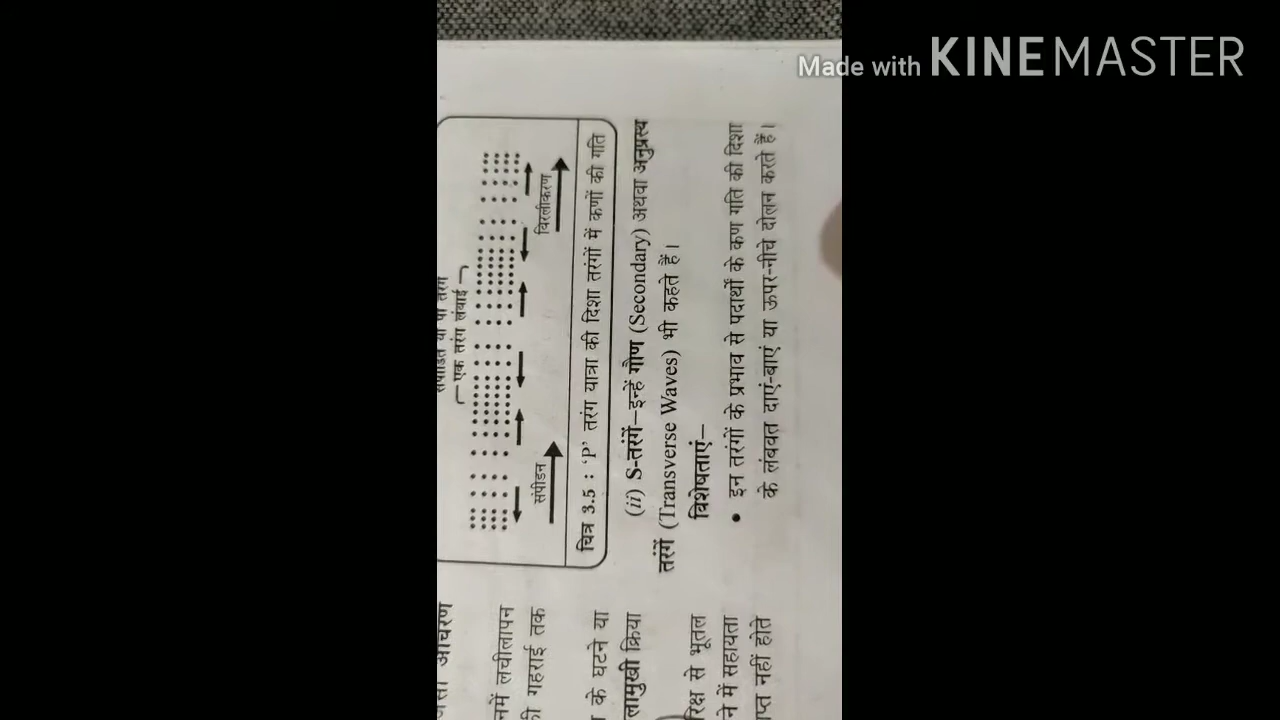 Made with KINEMASTER
एक तरंग लंबाई
संपीडन
विरलीकरण
चित्र 3.5 : ‘P’ तरंग यात्रा की दिशा तरंगों में कणों की गति
(ii) S-तरंगें–इन्हें गौण (Secondary) अथवा अनुप्रस्थ
तरंगें (Transverse Waves) भी कहते हैं।
विशेषताएं–
• इन तरंगों के प्रभाव से पदार्थों के कण गति की दिशा
के लंबवत दाएं-बाएं या ऊपर-नीचे दोलन करते हैं।
आचरण
लचीलापन
गहराई तक
के घटने या
क्रिया
से भूतल
में सहायता
नहीं होते